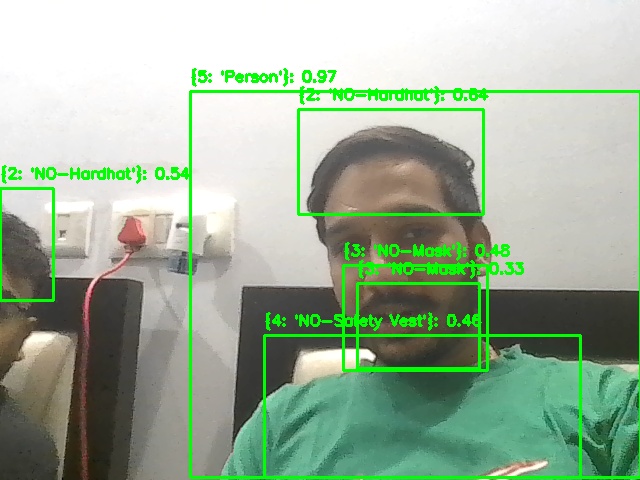 {5: 'Person'}: 0.97
{2: 'NO-Hardhat'}: 0.64
{2: 'NO-Hardhat'}: 0.54
{3: 'NO-Mask'}: 0.48
{3: 'NO-Mask'}: 0.33
{4: 'NO-Safety Vest'}: 0.46